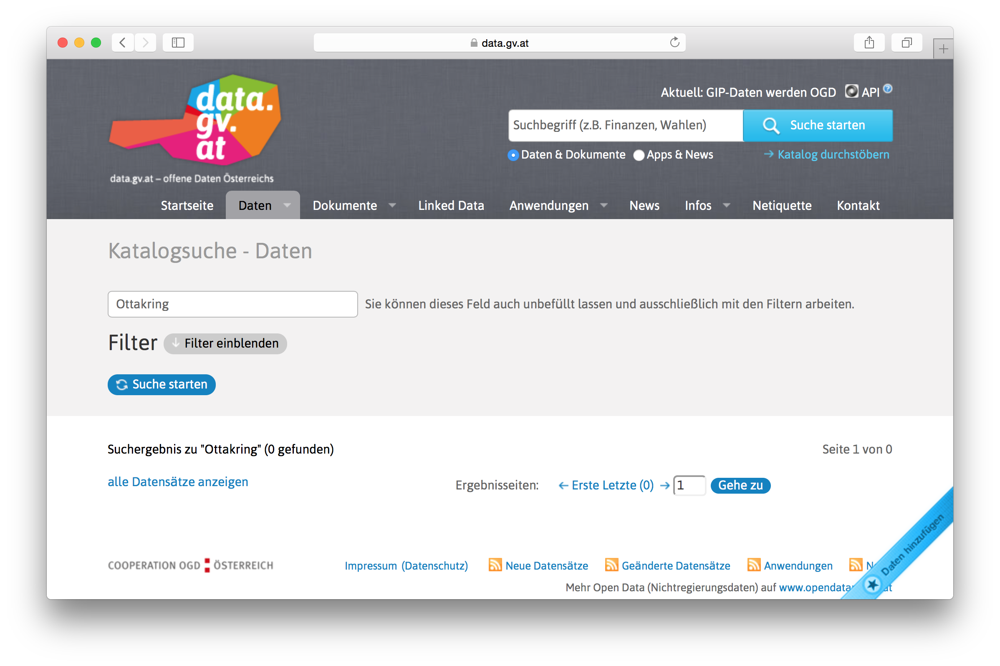 data.gv.at
data.
gv.
at
data.gv.at – offene Daten Österreichs
Aktuell: GIP-Daten werden OGD API ?
Suchbegriff (z.B. Finanzen, Wahlen) Suche starten
Daten & Dokumente Apps & News → Katalog durchstöbern
Startseite Daten Dokumente Linked Data Anwendungen News Infos Netiquette Kontakt
Katalogsuche - Daten
Ottakring Sie können dieses Feld auch unbefüllt lassen und ausschließlich mit den Filtern arbeiten.
Filter Filter einblenden
Suche starten
Suchergebnis zu "Ottakring" (0 gefunden) Seite 1 von 0
alle Datensätze anzeigen
Ergebnisseiten: ← Erste Letzte (0) → 1 Gehe zu
Daten hinzufügen
COOPERATION OGD ÖSTERREICH Impressum (Datenschutz) Neue Datensätze Geänderte Datensätze Anwendungen
Mehr Open Data (Nichtregierungsdaten) auf